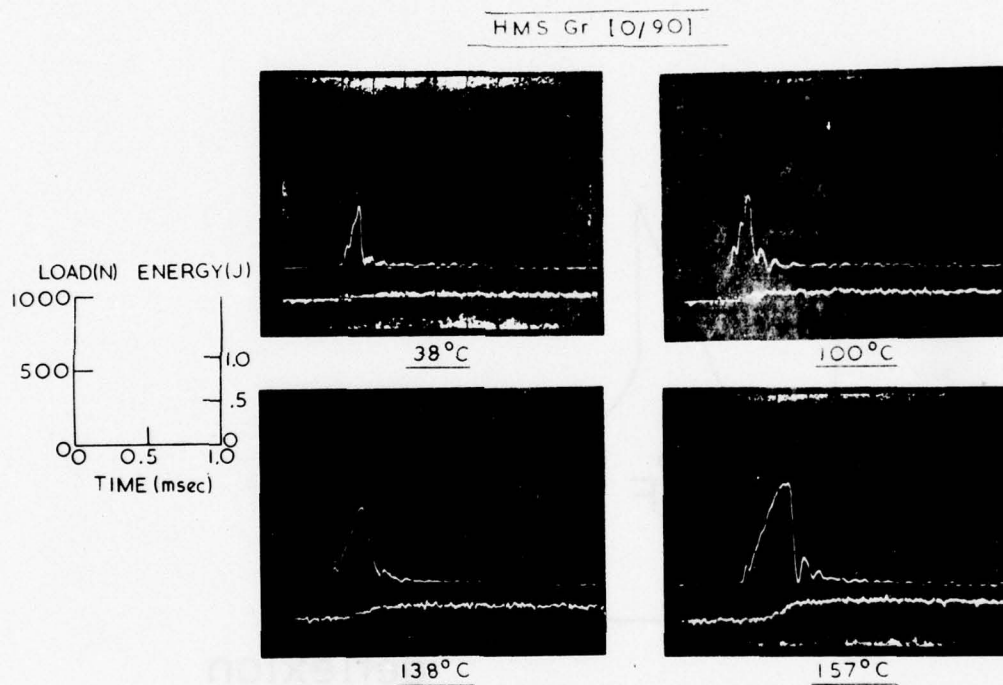 HMS Gr [0/90]
LOAD(N) ENERGY(J)
1000
500
0
1.0
.5
0
0 0.5 1.0
TIME (msec)
38°C
100°C
138°C
157°C